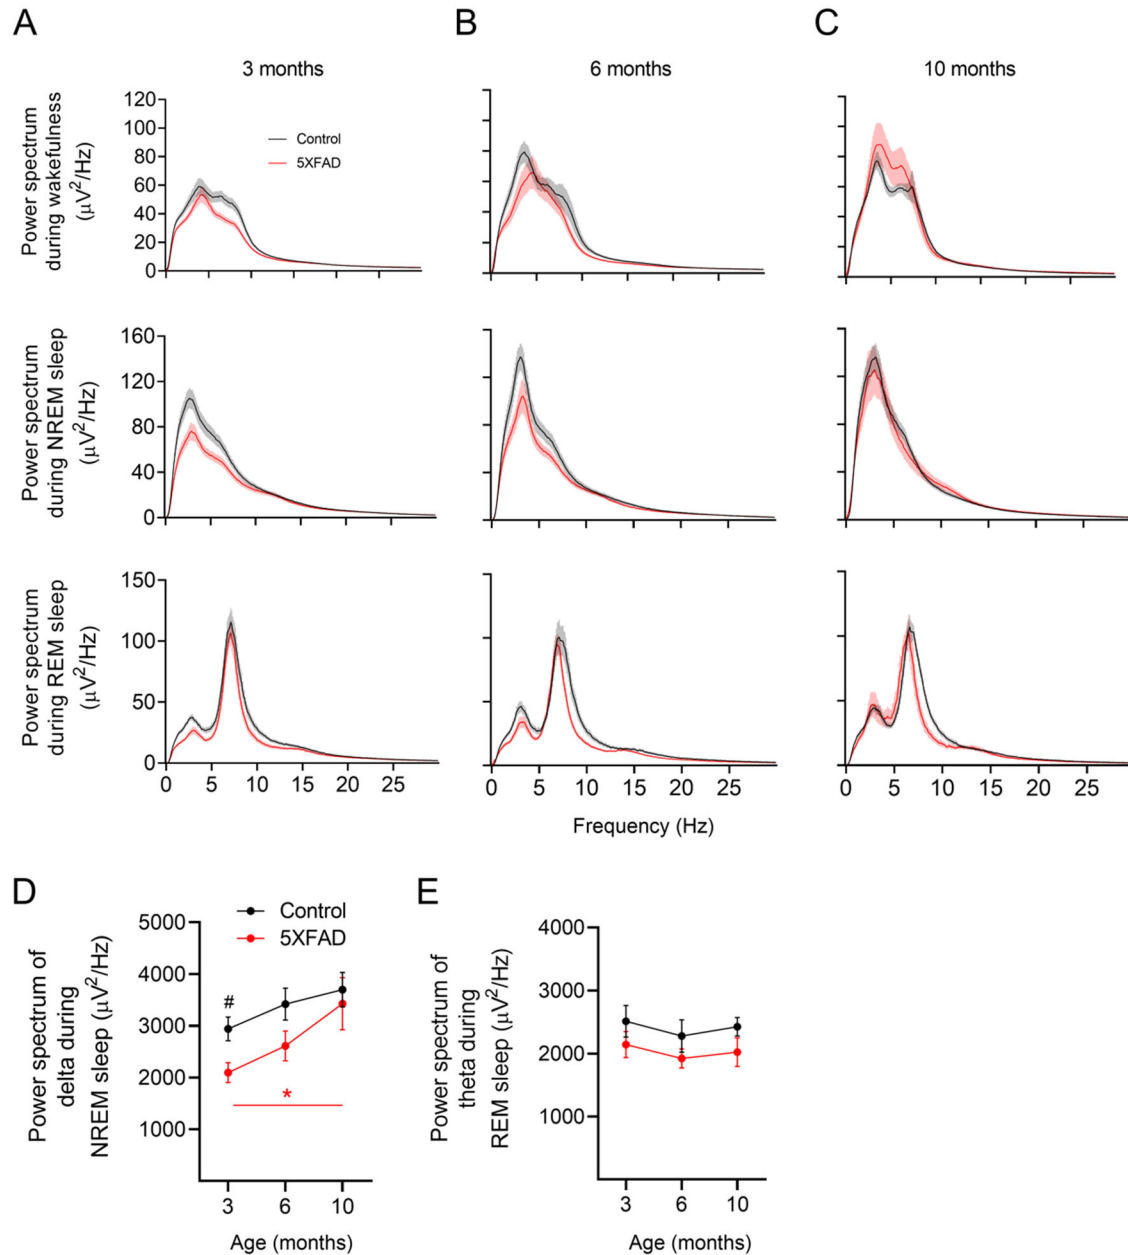 A
B
C
3 months
6 months
10 months
Power spectrum
during wakefulness
(μV²/Hz)
120
100
80
60
40
20
0
Control
5XFAD
Power spectrum
during NREM sleep
(μV²/Hz)
160
120
80
40
0
Power spectrum
during REM sleep
(μV²/Hz)
150
100
50
0
0 5 10 15 20 25
0 5 10 15 20 25
0 5 10 15 20 25
Frequency (Hz)
D
Power spectrum of
delta during
NREM sleep (μV²/Hz)
5000
4000
3000
2000
1000
Control
5XFAD
#
*
3 6 10
Age (months)
E
Power spectrum of
theta during
REM sleep (μV²/Hz)
4000
3000
2000
1000
3 6 10
Age (months)